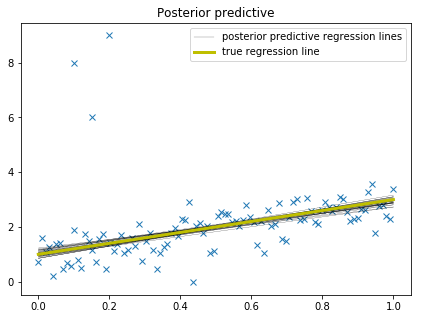 Posterior predictive
posterior predictive regression lines
true regression line
8
6
4
2
0
0.0 0.2 0.4 0.6 0.8 1.0